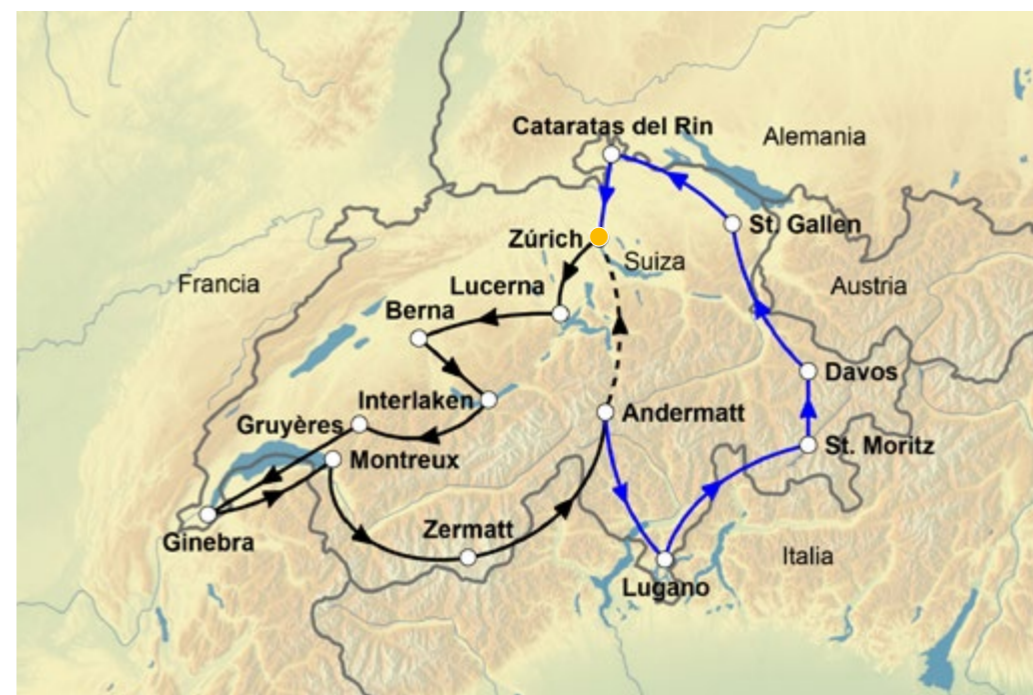 Cataratas del Rin
Alemania
St. Gallen
Zúrich
Suiza
Francia
Lucerna
Austria
Berna
Davos
Interlaken
Andermatt
Gruyères
St. Moritz
Montreux
Zermatt
Ginebra
Italia
Lugano